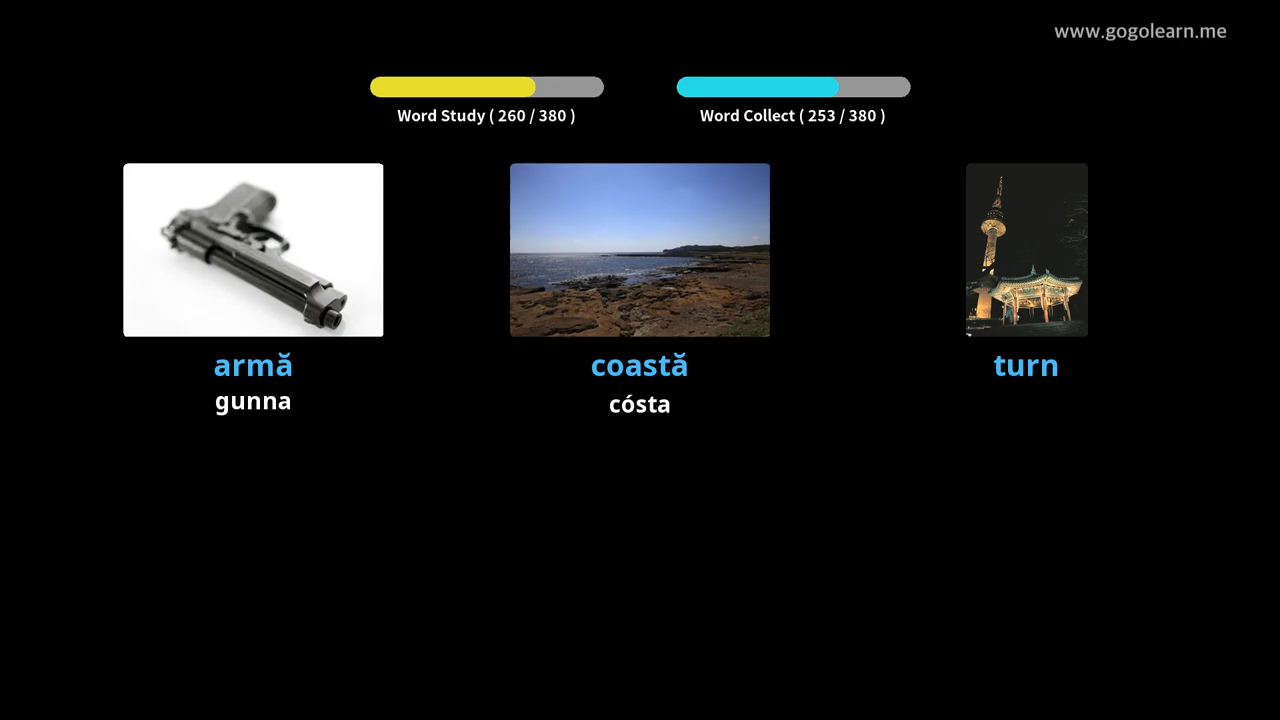 www.gogolearn.me
Word Study ( 260 / 380 )
Word Collect ( 253 / 380 )
armă
gunna
coastă
cósta
turn